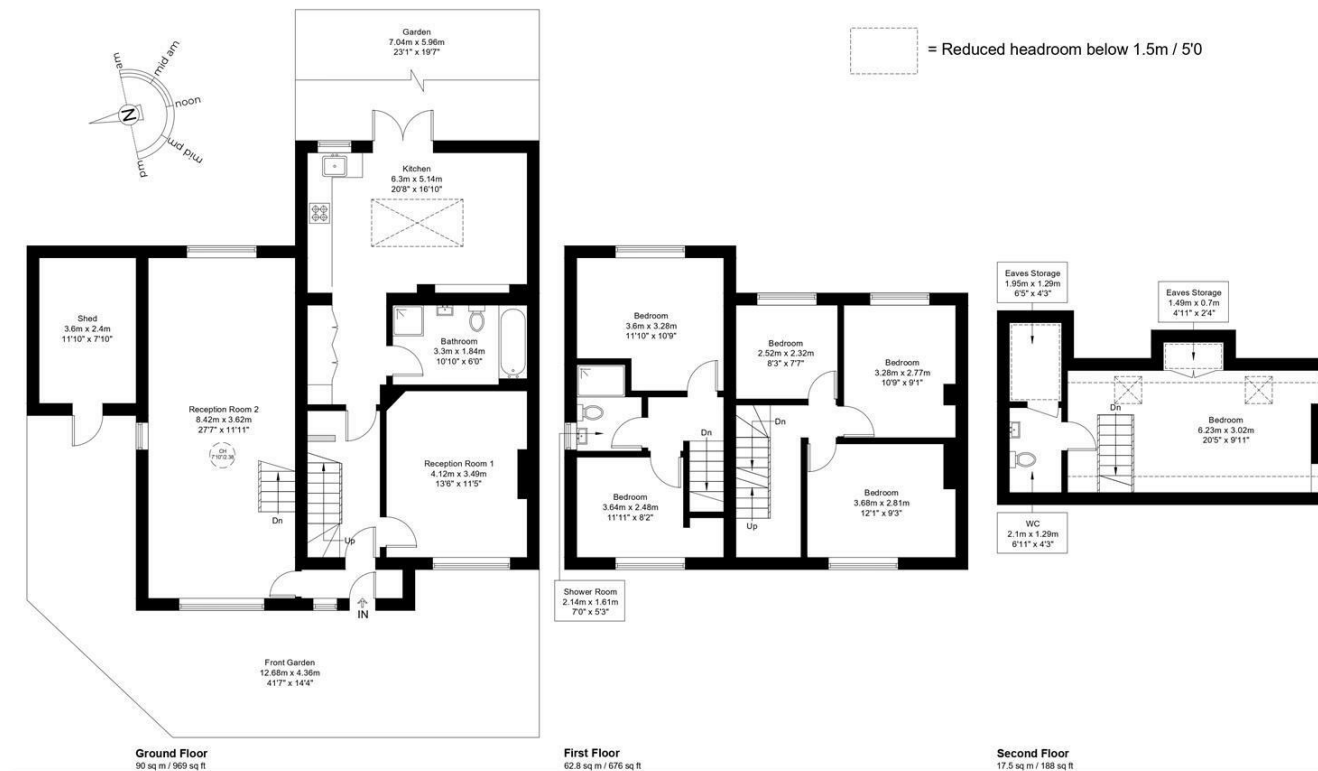 Garden
7.04m x 5.96m
23'1" x 19'7"
= Reduced headroom below 1.5m / 5'0
am
mid am
noon
mid pm
pm
N
Kitchen
6.3m x 5.14m
20'8" x 16'10"
Shed
3.6m x 2.4m
11'10" x 7'10"
Bathroom
3.3m x 1.84m
10'10" x 6'0"
Reception Room 2
8.42m x 3.62m
27'7" x 11'11"
CH
Dn
Reception Room 1
4.12m x 3.49m
13'6" x 11'5"
Up
IN
Front Garden
12.68m x 4.36m
41'7" x 14'4"
Ground Floor
90 sq m / 969 sq ft
Bedroom
3.6m x 3.28m
11'10" x 10'9"
Bedroom
2.52m x 2.32m
8'3" x 7'7"
Bedroom
3.28m x 2.77m
10'9" x 9'1"
Dn
Dn
Bedroom
3.64m x 2.48m
11'11" x 8'2"
Up
Bedroom
3.68m x 2.81m
12'1" x 9'3"
Shower Room
2.14m x 1.61m
7'0" x 5'3"
First Floor
62.8 sq m / 676 sq ft
Eaves Storage
1.95m x 1.29m
6'5" x 4'3"
Eaves Storage
1.49m x 0.7m
4'11" x 2'4"
Dn
Bedroom
6.23m x 3.02m
20'5" x 9'11"
WC
2.1m x 1.29m
6'11" x 4'3"
Second Floor
17.5 sq m / 188 sq ft